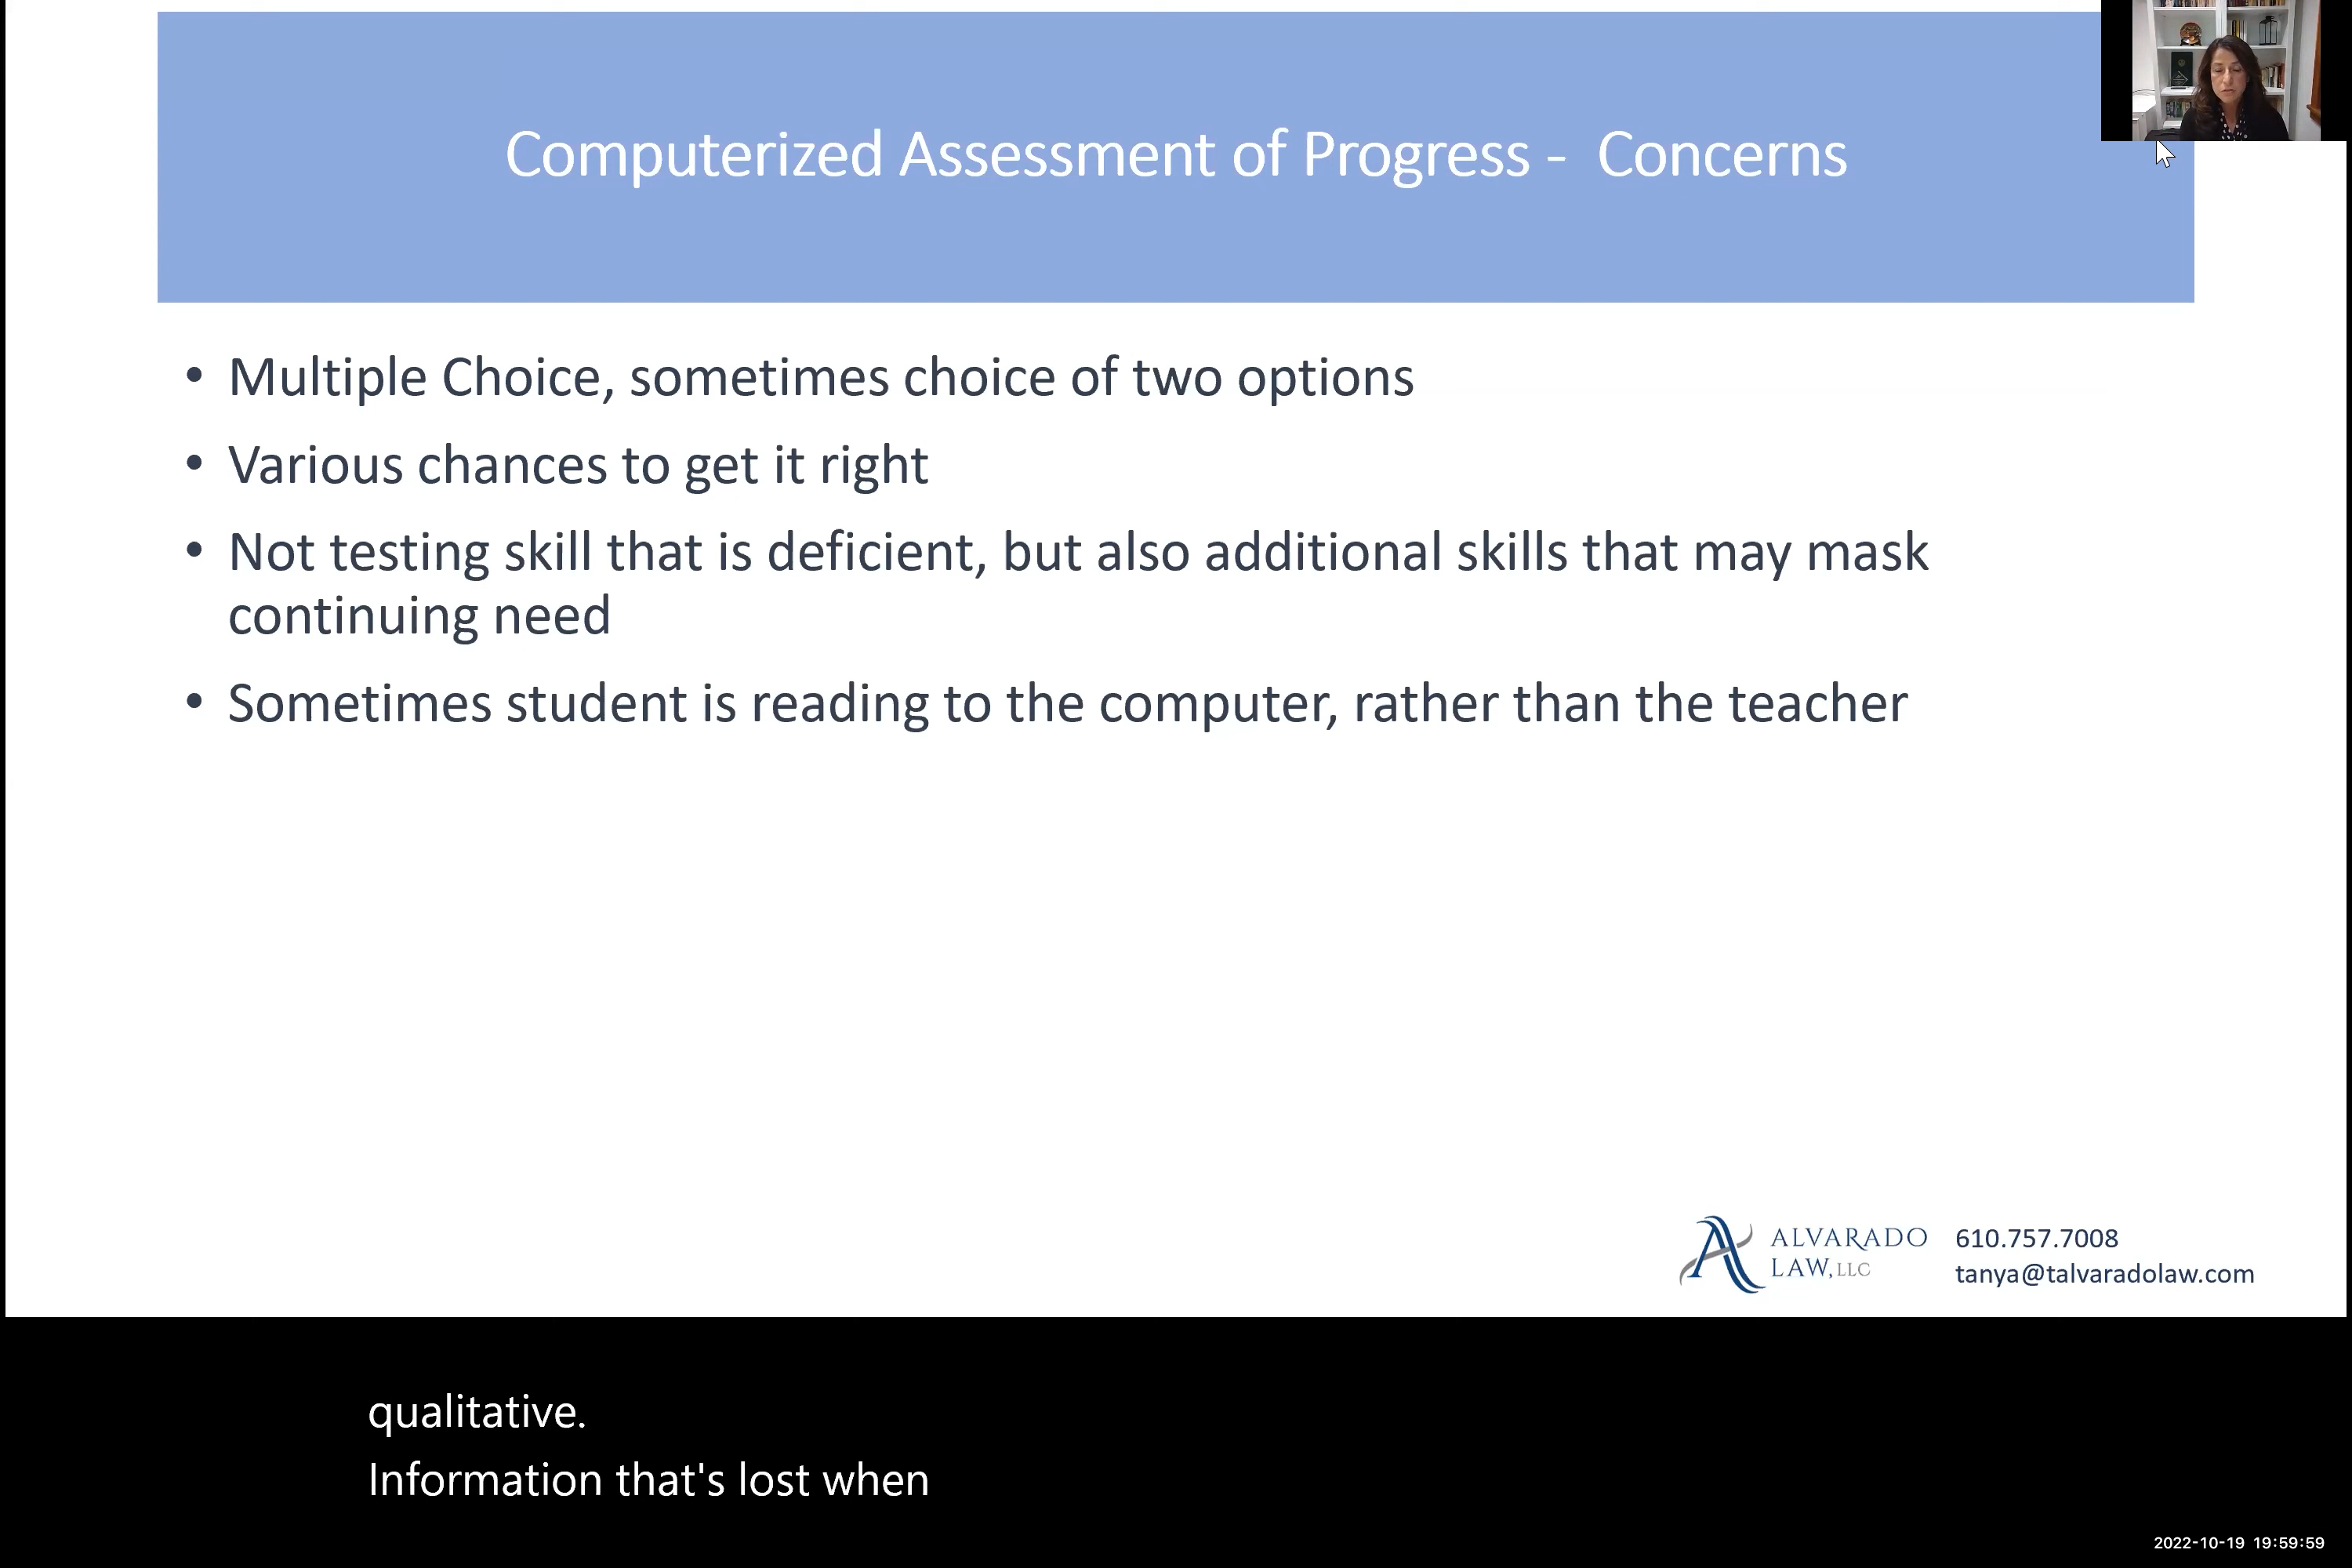 Computerized Assessment of Progress -  Concerns
• Multiple Choice, sometimes choice of two options
• Various chances to get it right
• Not testing skill that is deficient, but also additional skills that may mask
continuing need
• Sometimes student is reading to the computer, rather than the teacher
ALVARADO
LAW, LLC
610.757.7008
tanya@talvaradolaw.com
qualitative.
Information that's lost when
2022-10-19 19:59:59